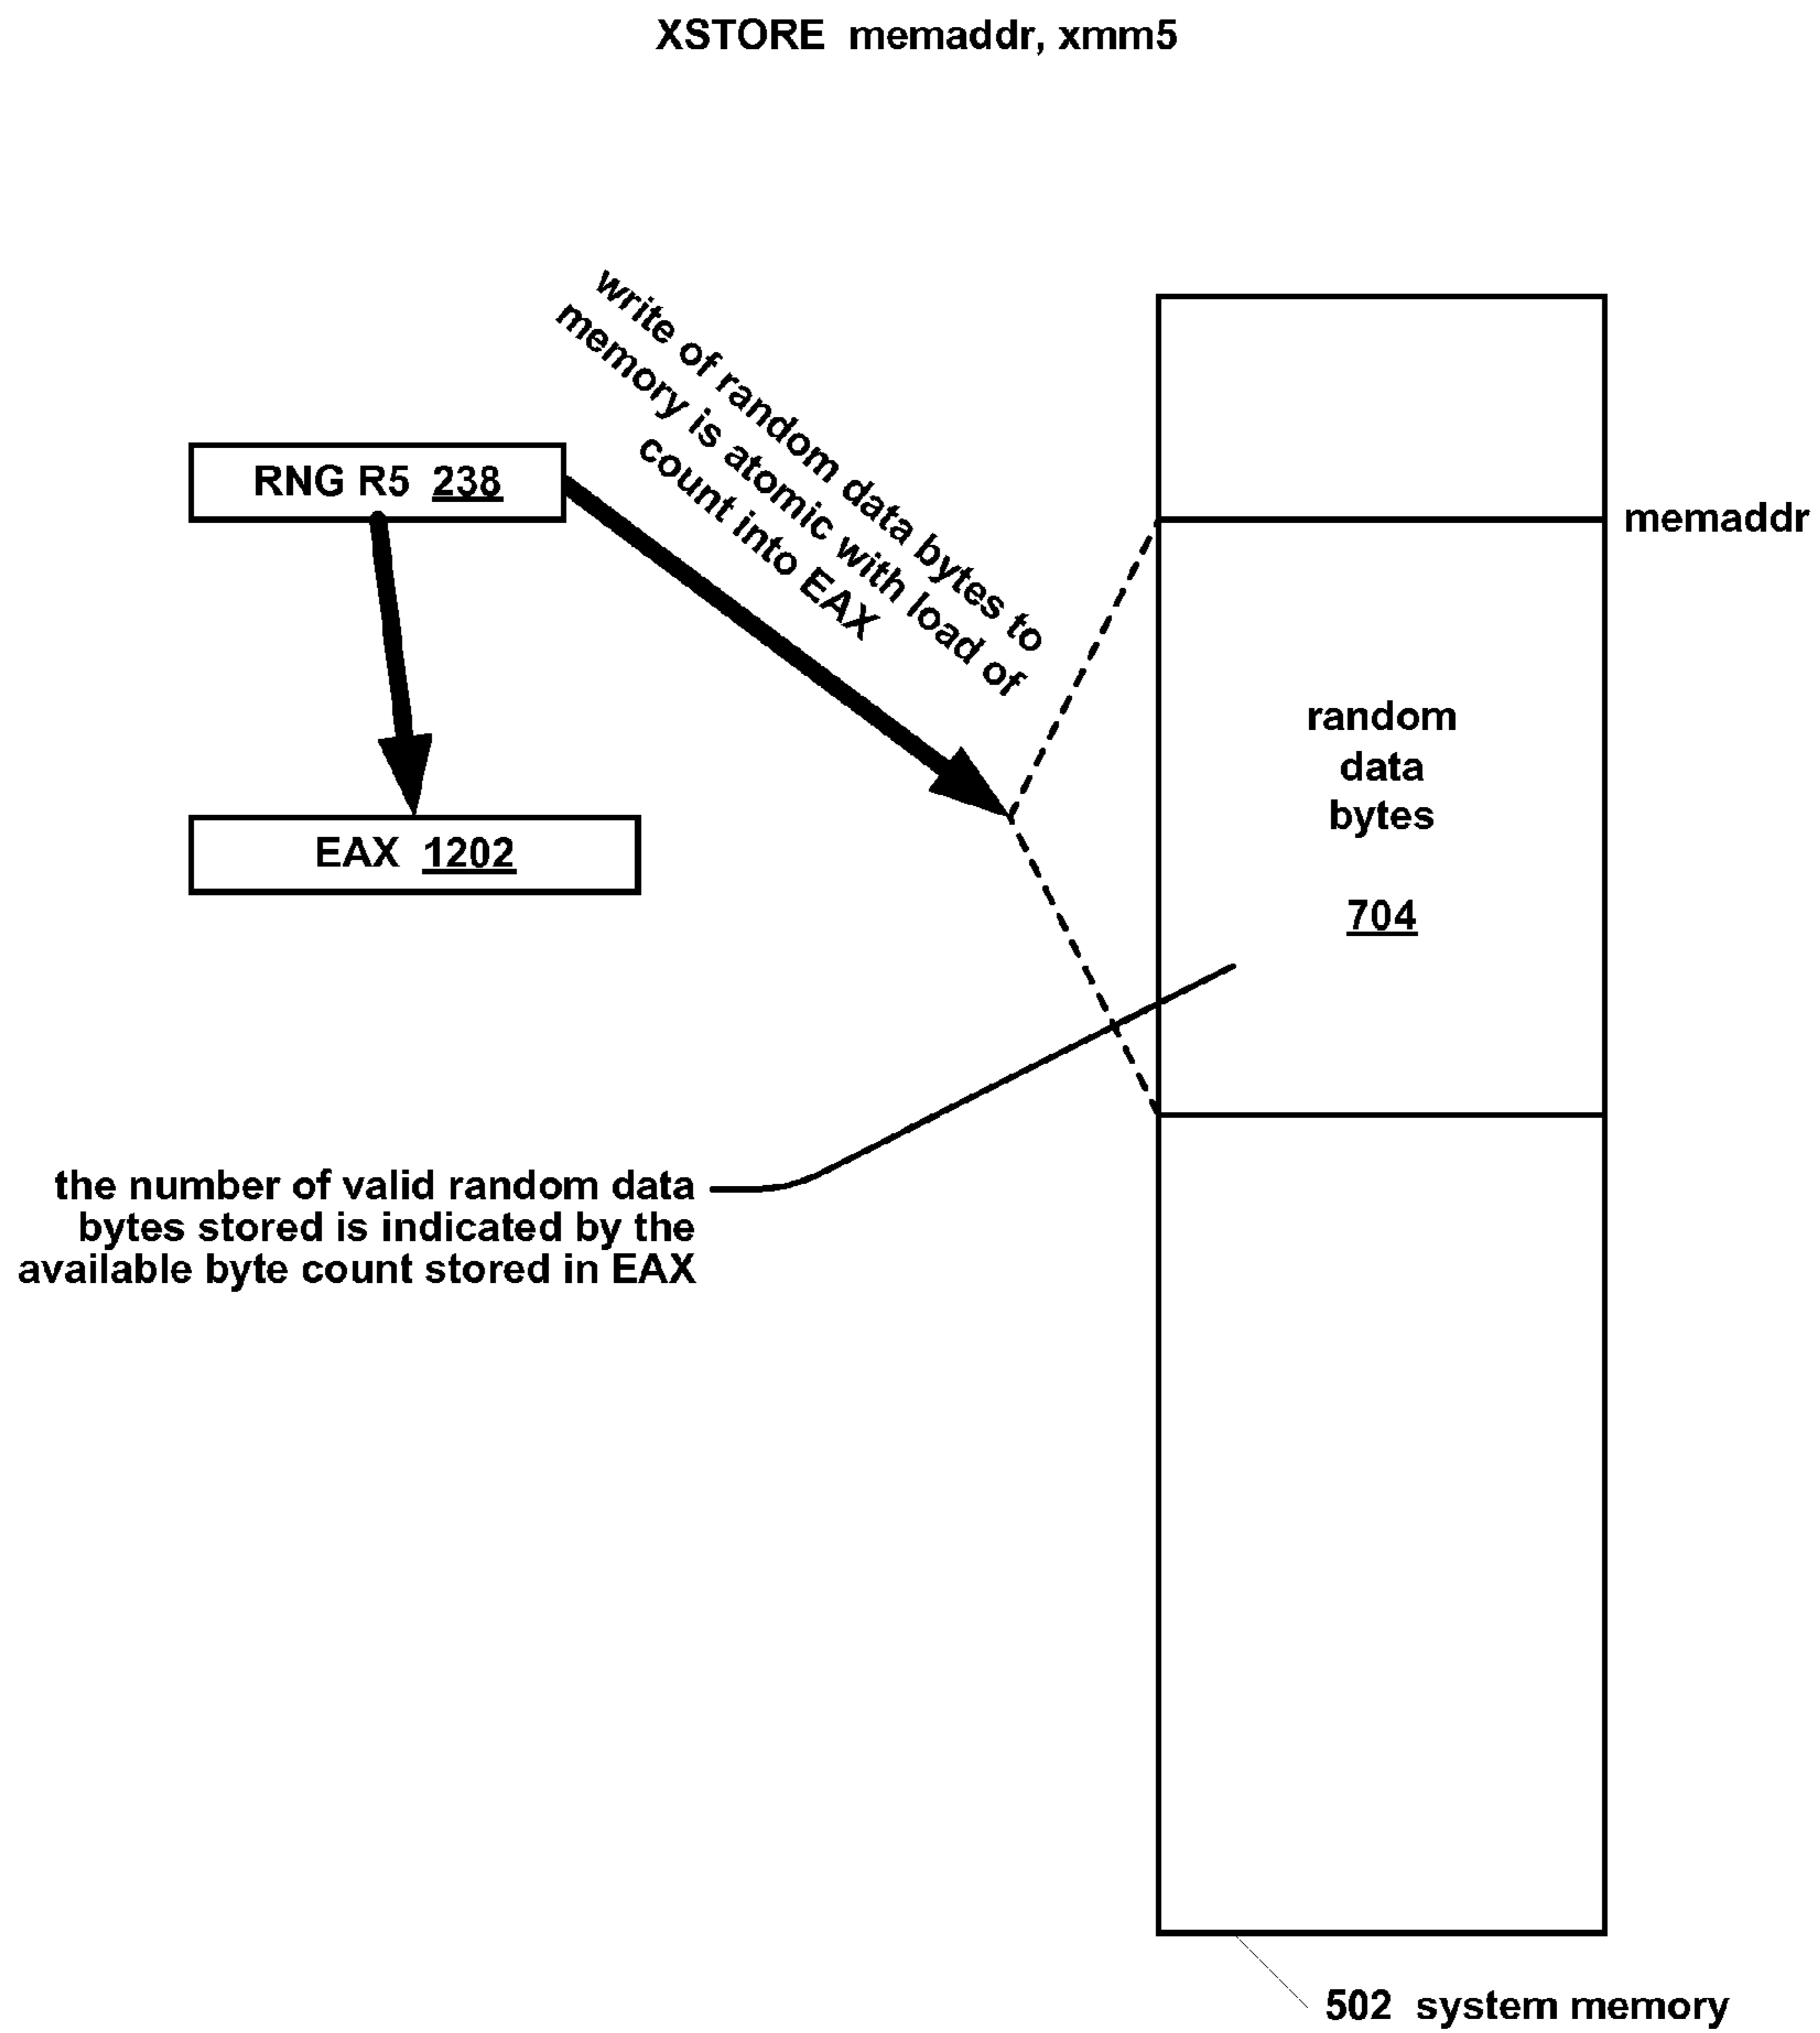 XSTORE memaddr, xmm5
write of random data bytes to
memory is atomic with load of
count into EAX
RNG R5 238
memaddr
random
data
bytes
704
EAX 1202
the number of valid random data
bytes stored is indicated by the
available byte count stored in EAX
502 system memory